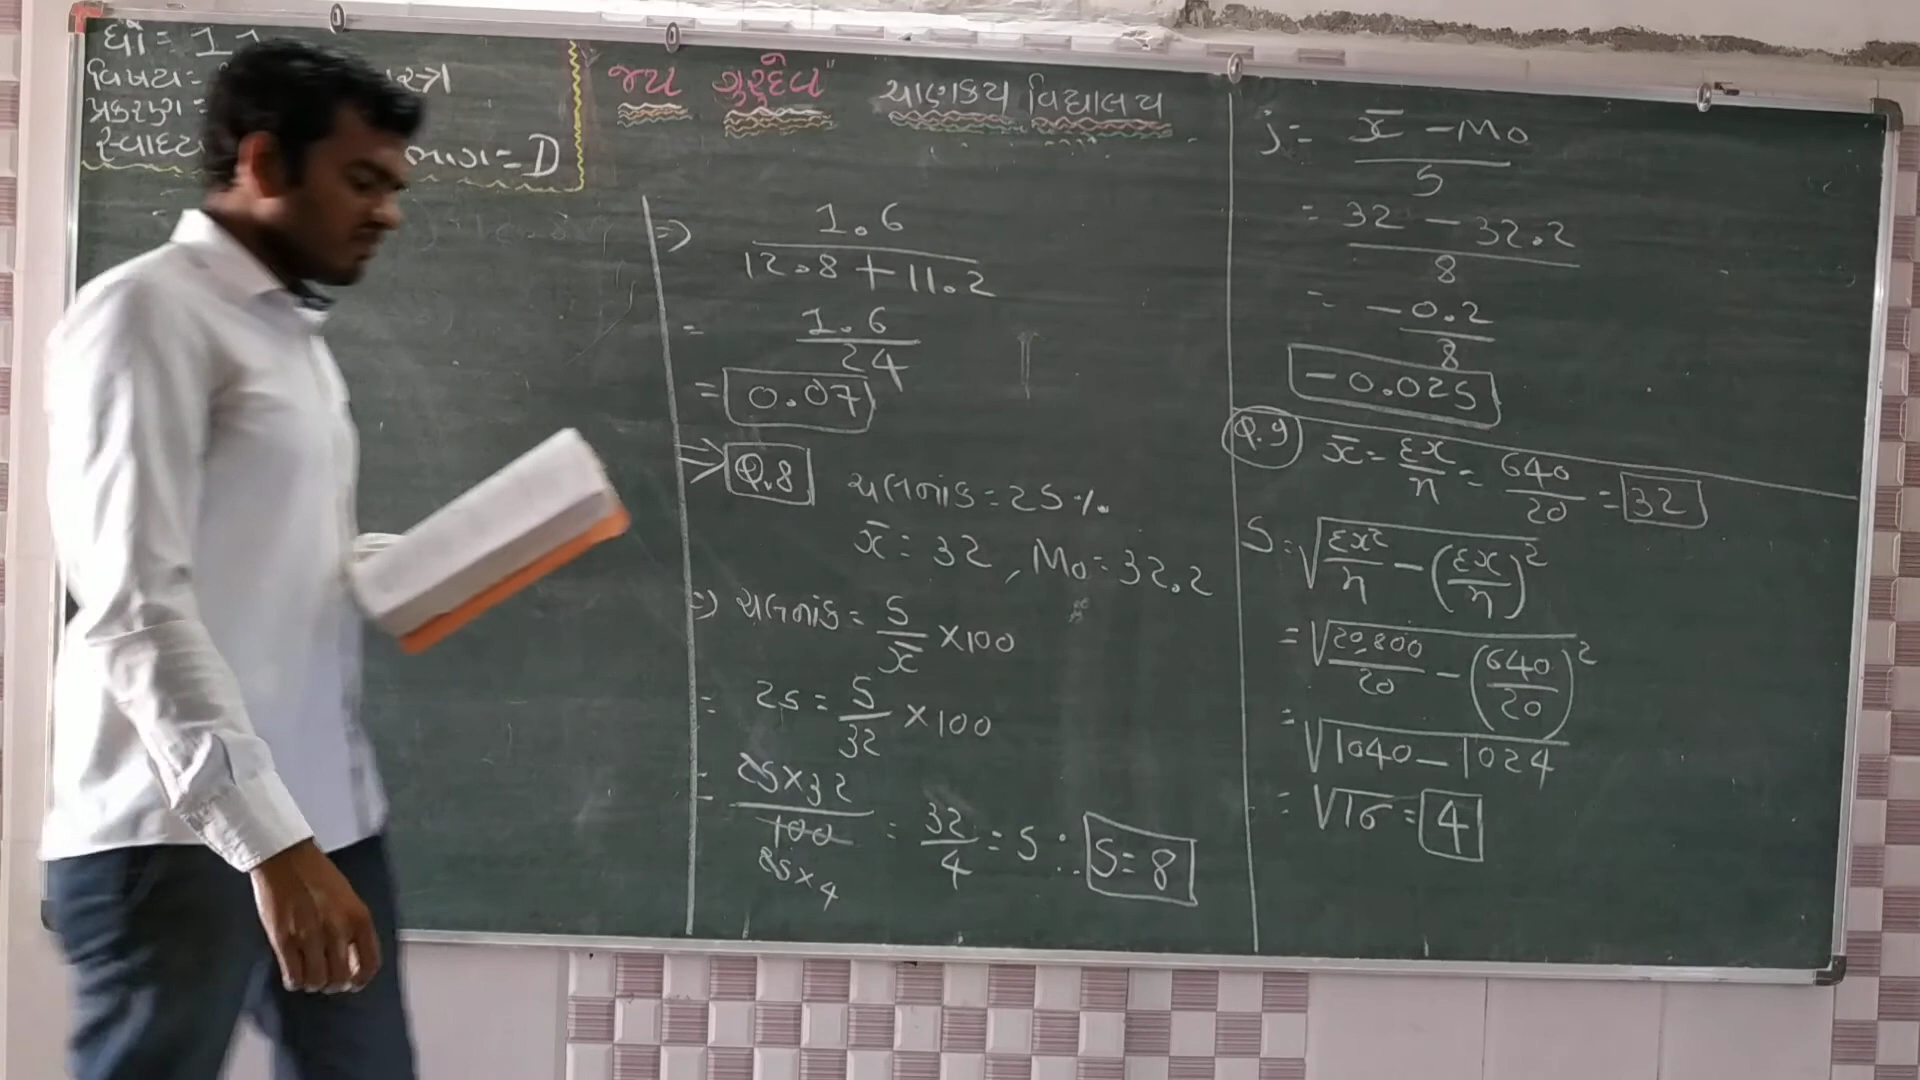 ધો = 11
વિષય =
પ્રકરણ =
સ્વાધ્યાય વિભાગ = D
જય ગુરુદેવ" ચાણક્ય વિદ્યાલય
⇒ 1.6 / 12.8 + 11.2
= 1.6 / 24
= 0.07
⇒ Q.8
ચલનાંક = 25%.
x̄ = 32, Mo = 32.2
⇒ ચલનાંક = S / x̄ × 100
= 25 = S / 32 × 100
= 25 × 32 / 100 = 32 / 4 = S ∴ S = 8
25 × 4
j = x̄ - Mo / S
= 32 - 32.2 / 8
= -0.2 / 8
-0.025
Q.9 x̄ = Σx / n = 640 / 20 = 32
S = √(Σx² / n - (Σx / n)²)
= √(20,800 / 20 - (640 / 20)²)
= √(1040 - 1024)
= √16 = 4